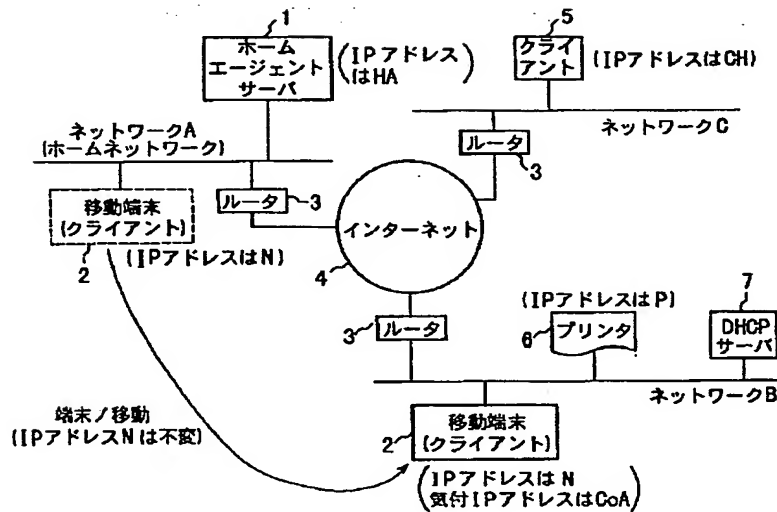 1
ホーム
エージェント
サーバ
(IPアドレス
はHA)
5
クライ
アント
(IPアドレスはCH)
ネットワークC
ルータ
3
ネットワークA
(ホームネットワーク)
ルータ
3
移動端末
(クライアント)
2
(IPアドレスはN)
インターネット
4
3
ルータ
(IPアドレスはP)
6
プリンタ
7
DHCP
サーバ
ネットワークB
端末ノ移動
(IPアドレスNは不変)
2
移動端末
(クライアント)
(IPアドレスはN
気付IPアドレスはCoA)